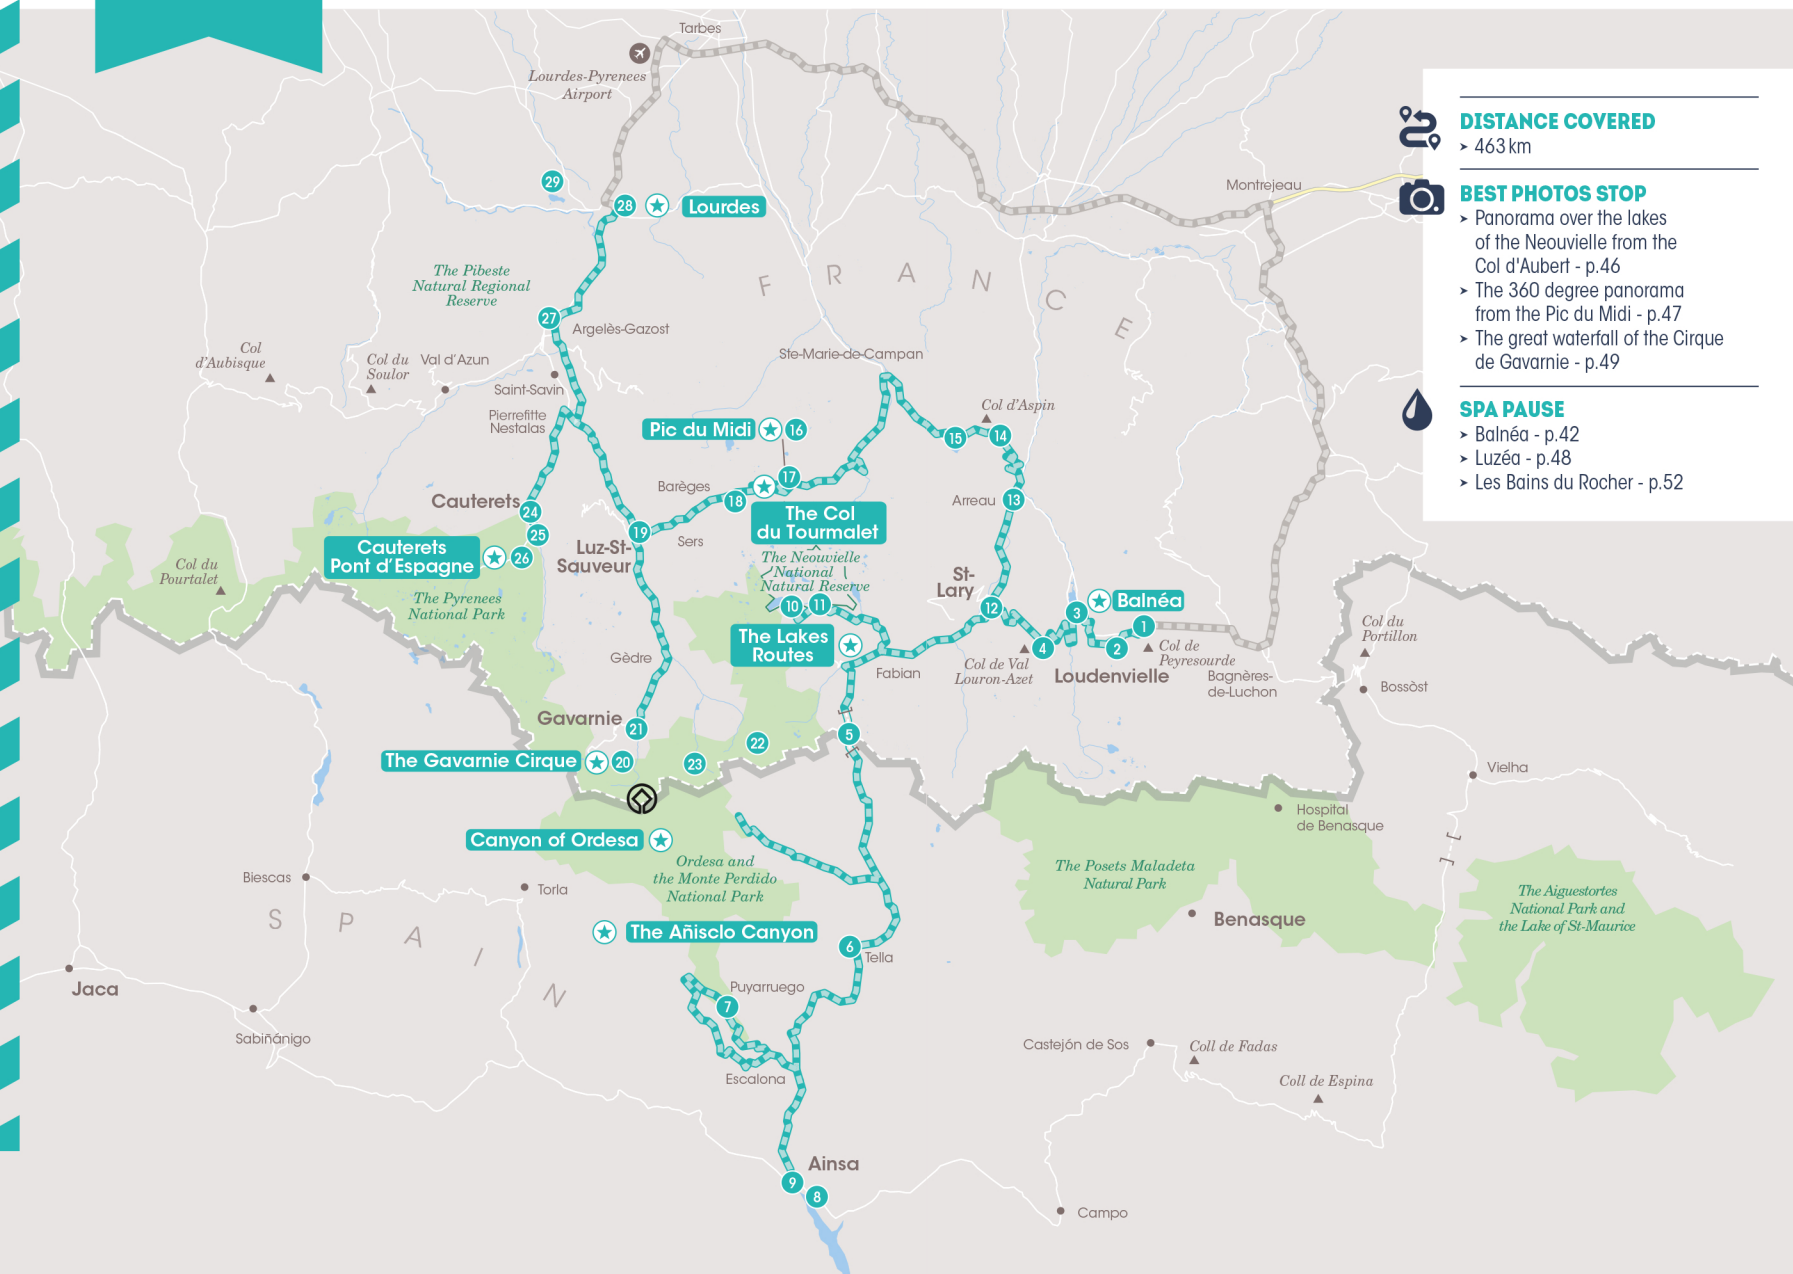 Tarbes
Lourdes-Pyrenees
Airport
DISTANCE COVERED
463 km
BEST PHOTOS STOP
Panorama over the lakes
of the Neouvielle from the
Col d'Aubert - p.46
The 360 degree panorama
from the Pic du Midi - p.47
The great waterfall of the Cirque
de Gavarnie - p.49
SPA PAUSE
Balnéa - p.42
Luzéa - p.48
Les Bains du Rocher - p.52
Montrejeau
29
28
Lourdes
The Pibeste
Natural Regional
Reserve
FRANCE
27
Argelès-Gazost
Col
d'Aubisque
Col du
Soulor
Val d'Azun
Saint-Savin
Pierrefitte
Nestalas
Ste-Marie-de-Campan
Col d'Aspin
Pic du Midi
16
15
14
17
18
Barèges
Arreau
13
Cauterets
24
25
26
Cauterets
Pont d'Espagne
19
Luz-St-
Sauveur
Sers
The Col
du Tourmalet
The Neouvielle
National
Natural Reserve
Col du
Pourtalet
The Pyrenees
National Park
10
11
St-
Lary
12
3
Balnéa
1
2
4
Col de
Peyresourde
Col de Val
Louron-Azet
Loudenvielle
Bagnères-
de-Luchon
Col du
Portillon
Bossòst
The Lakes
Routes
Fabian
Gèdre
Gavarnie
21
The Gavarnie Cirque
20
22
23
5
Vielha
Hospital
de Benasque
Canyon of Ordesa
Ordesa and
the Monte Perdido
National Park
The Posets Maladeta
Natural Park
The Aiguestortes
National Park and
the Lake of St-Maurice
Biescas
Torla
SPAIN
Benasque
The Añisclo Canyon
6
Tella
Jaca
Puyarruego
7
Sabiñánigo
Castejón de Sos
Coll de Fadas
Coll de Espina
Escalona
Ainsa
9
8
Campo